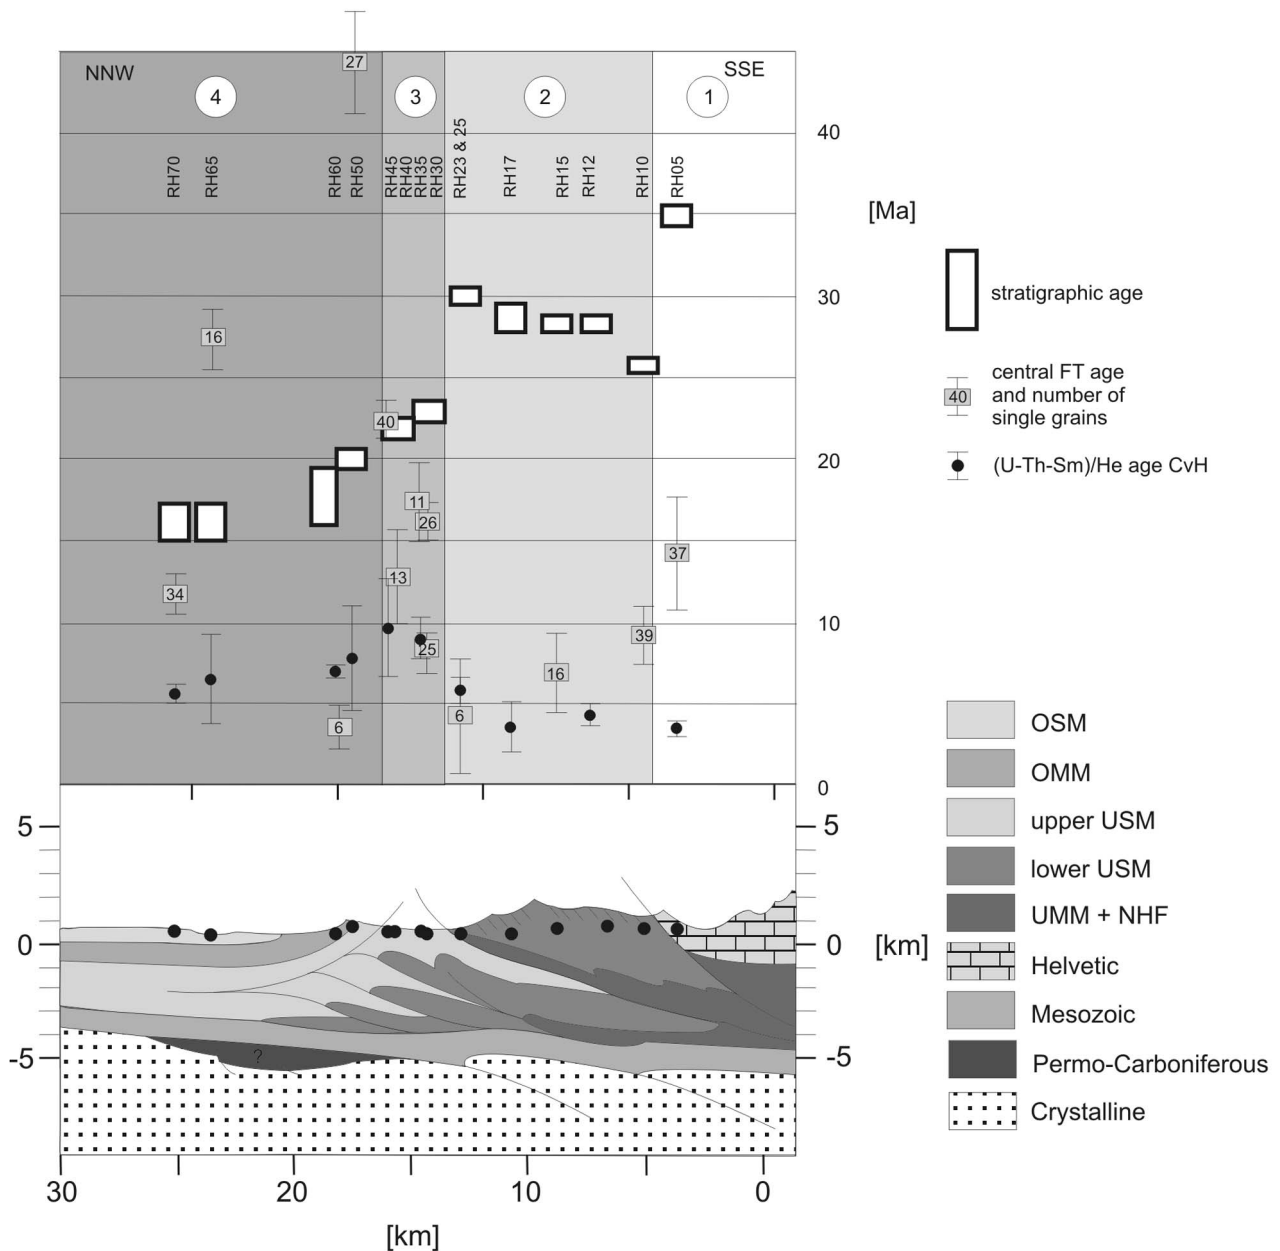 NNW
SSE
4
3
2
1
27
RH70
RH65
RH60
RH50
RH45
RH40
RH35
RH30
RH23 & 25
RH17
RH15
RH12
RH10
RH05
40
30
20
10
0
[Ma]
16
40
11
26
13
34
37
39
25
16
6
6
stratigraphic age
40
central FT age
and number of
single grains
(U-Th-Sm)/He age CvH
5
0
-5
5
0
-5
[km]
?
30
20
10
0
[km]
OSM
OMM
upper USM
lower USM
UMM + NHF
Helvetic
Mesozoic
Permo-Carboniferous
Crystalline